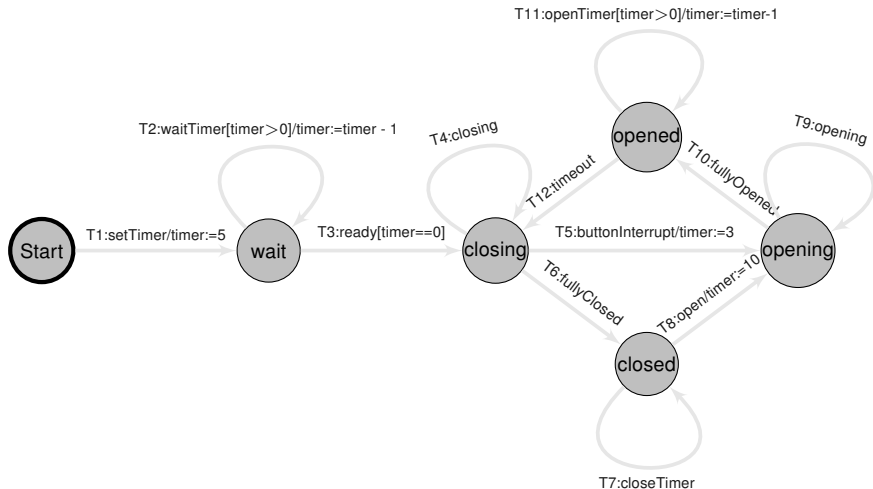 T11:openTimer[timer>0]/timer:=timer-1
T2:waitTimer[timer>0]/timer:=timer - 1
T4:closing
opened
T9:opening
T12:timeout
T10:fullyOpened
Start
T1:setTimer/timer:=5
wait
T3:ready[timer==0]
closing
T5:buttonInterrupt/timer:=3
opening
T6:fullyClosed
T8:open/timer:=10
closed
T7:closeTimer